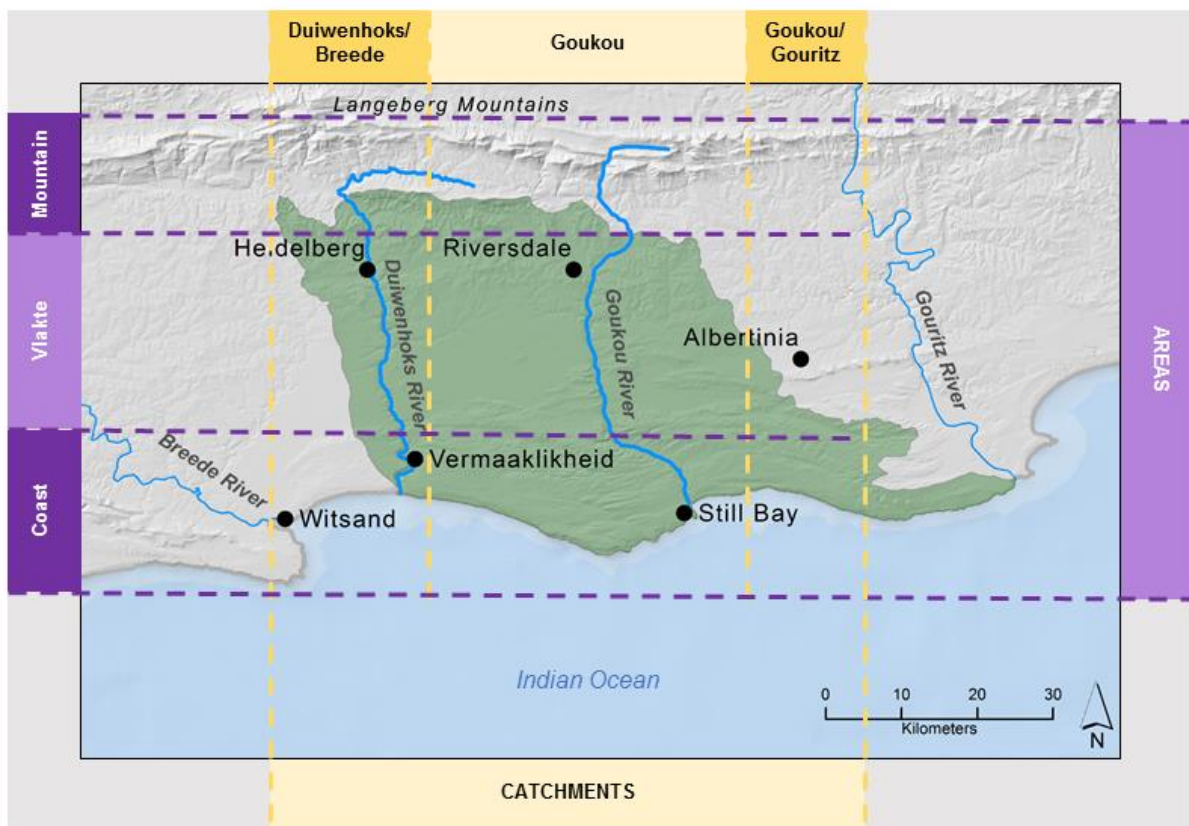 Duiwenhoks/
Breede
Goukou
Goukou/
Gouritz
Langeberg Mountains
Mountain
Heidelberg
Riversdale
Duiwenhoks River
Goukou River
Gouritz River
Vlakte
Albertinia
AREAS
Vermaaklikheid
Breede River
Coast
Witsand
Still Bay
Indian Ocean
0 10 20 30
Kilometers
N
CATCHMENTS